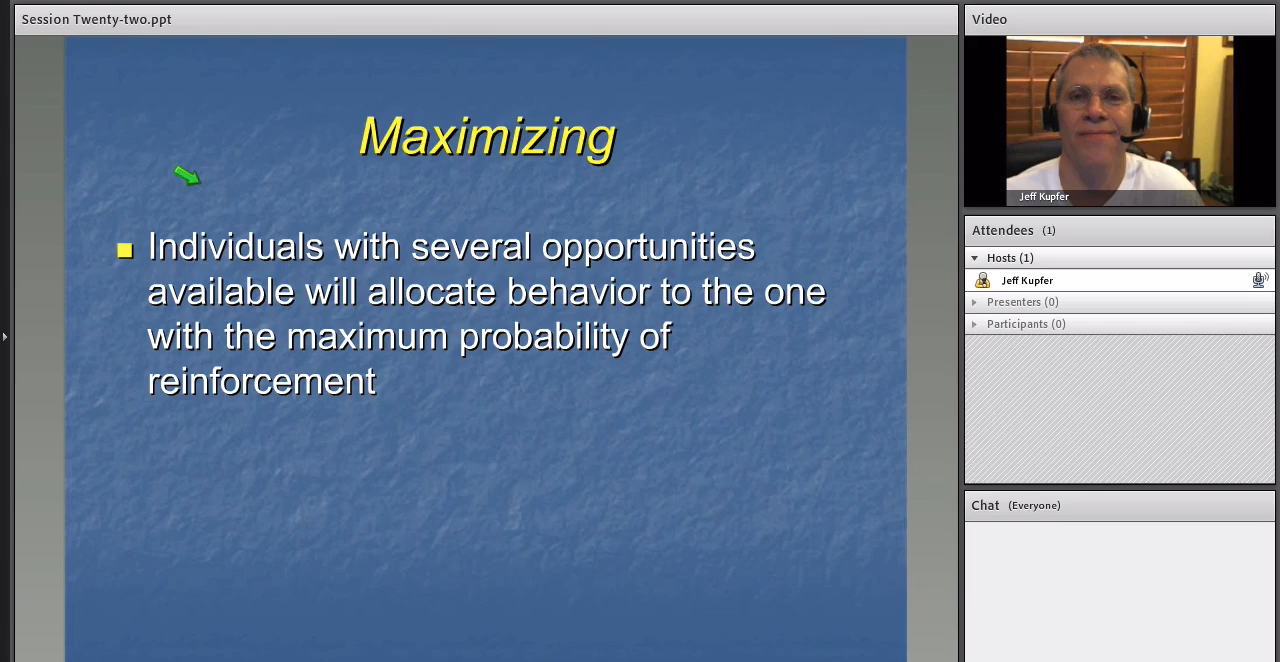 Session Twenty-two.ppt
Maximizing
Individuals with several opportunities
available will allocate behavior to the one
with the maximum probability of
reinforcement
Video
Jeff Kupfer
Attendees (1)
Hosts (1)
Jeff Kupfer
Presenters (0)
Participants (0)
Chat (Everyone)